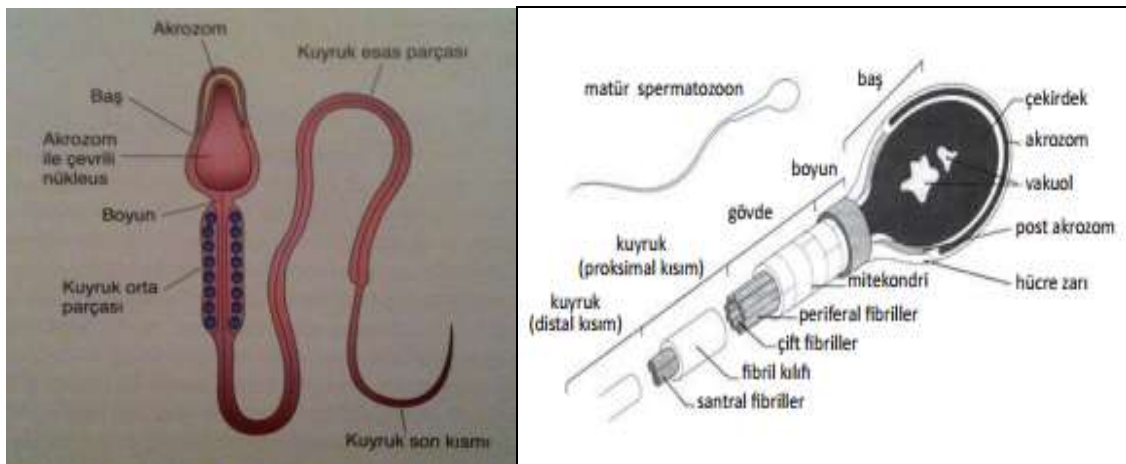 Akrozom
Kuyruk esas parçası
Baş
Akrozom
ile çevrili
nükleus
Boyun
Kuyruk orta
parçası
Kuyruk son kısmı
matür spermatozoon
baş
boyun
gövde
kuyruk
(proksimal kısım)
kuyruk
(distal kısım)
çekirdek
akrozom
vakuol
post akrozom
hücre zarı
mitekondri
periferal fibriller
çift fibriller
fibril kılıfı
santral fibriller